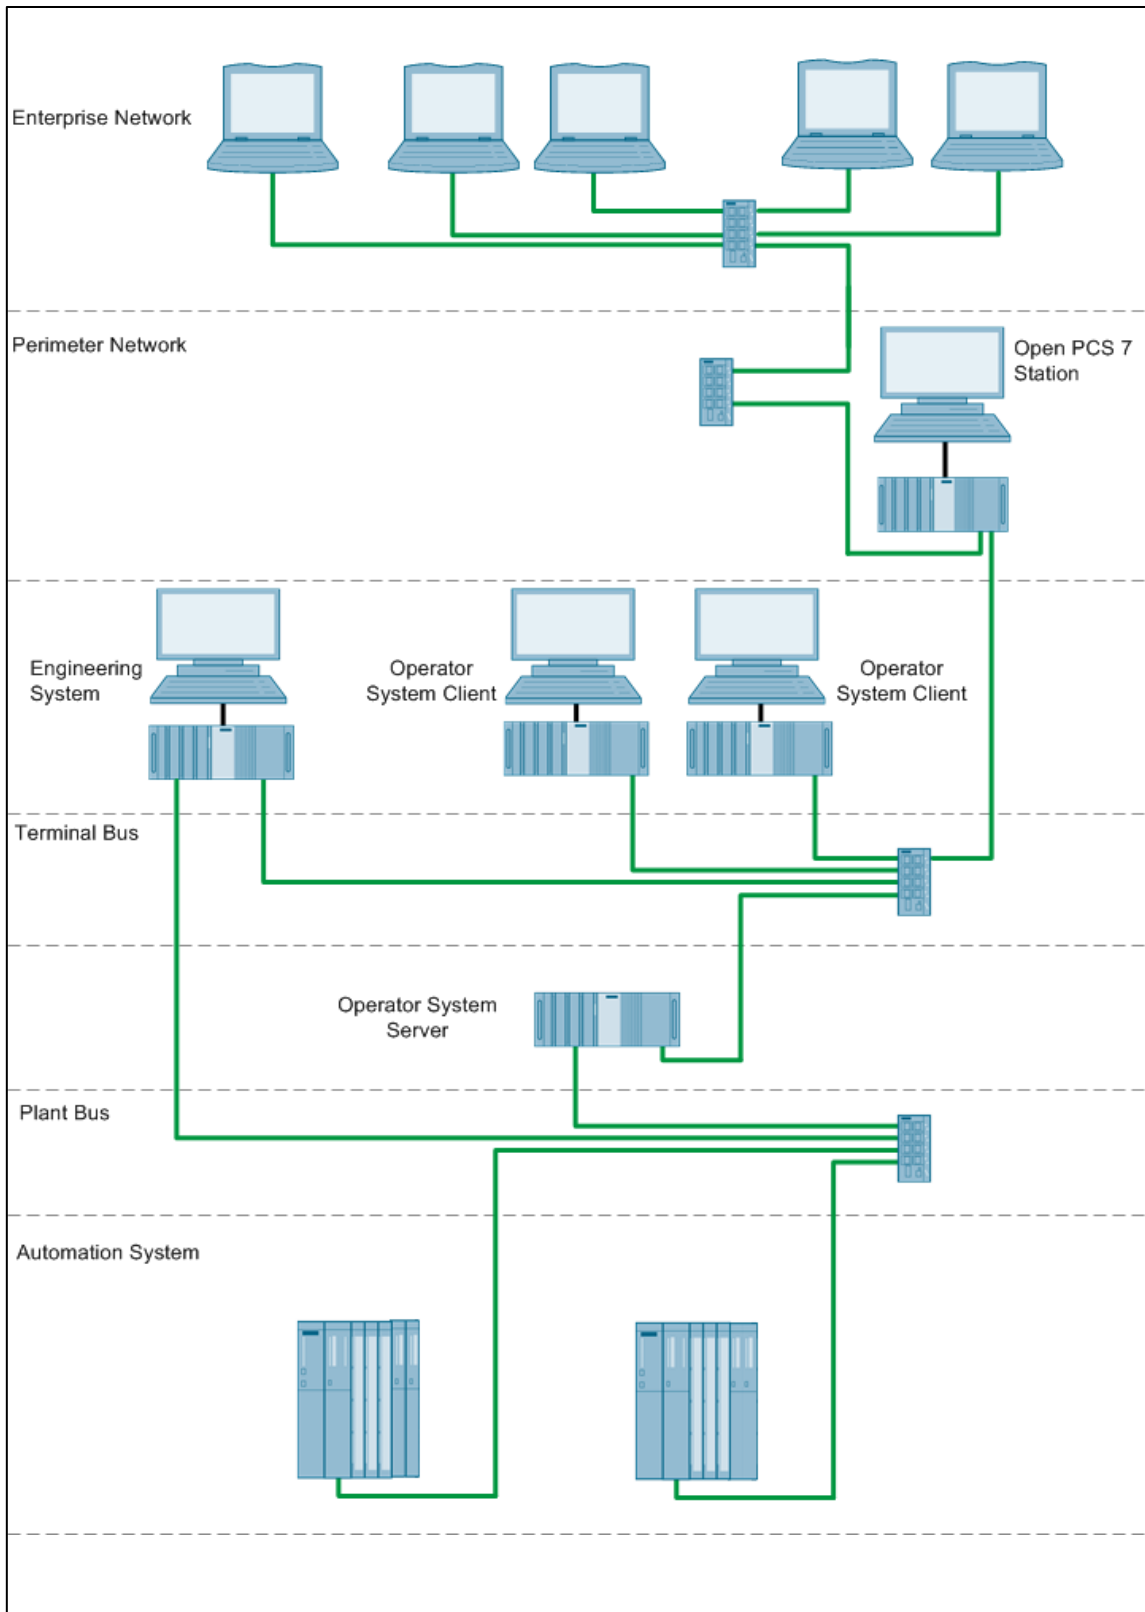 Enterprise Network
Perimeter Network
Open PCS 7
Station
Engineering
System
Operator
System Client
Operator
System Client
Terminal Bus
Operator System
Server
Plant Bus
Automation System